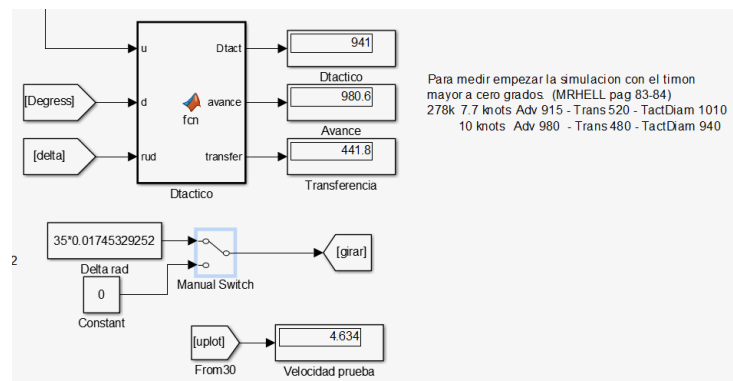 u
Dtact
941
Dtactico
[Degress]
d
fcn
avance
980.6
Avance
[delta]
rud
transfer
441.8
Transferencia
Dtactico
Para medir empezar la simulacion con el timon
mayor a cero grados. (MRHELL pag 83-84)
278k 7.7 knots Adv 915 - Trans 520 - TactDiam 1010
10 knots Adv 980 - Trans 480 - TactDiam 940
35*0.01745329252
Delta rad
2
0
Constant
Manual Switch
[girar]
[uplot]
From30
4.634
Velocidad prueba